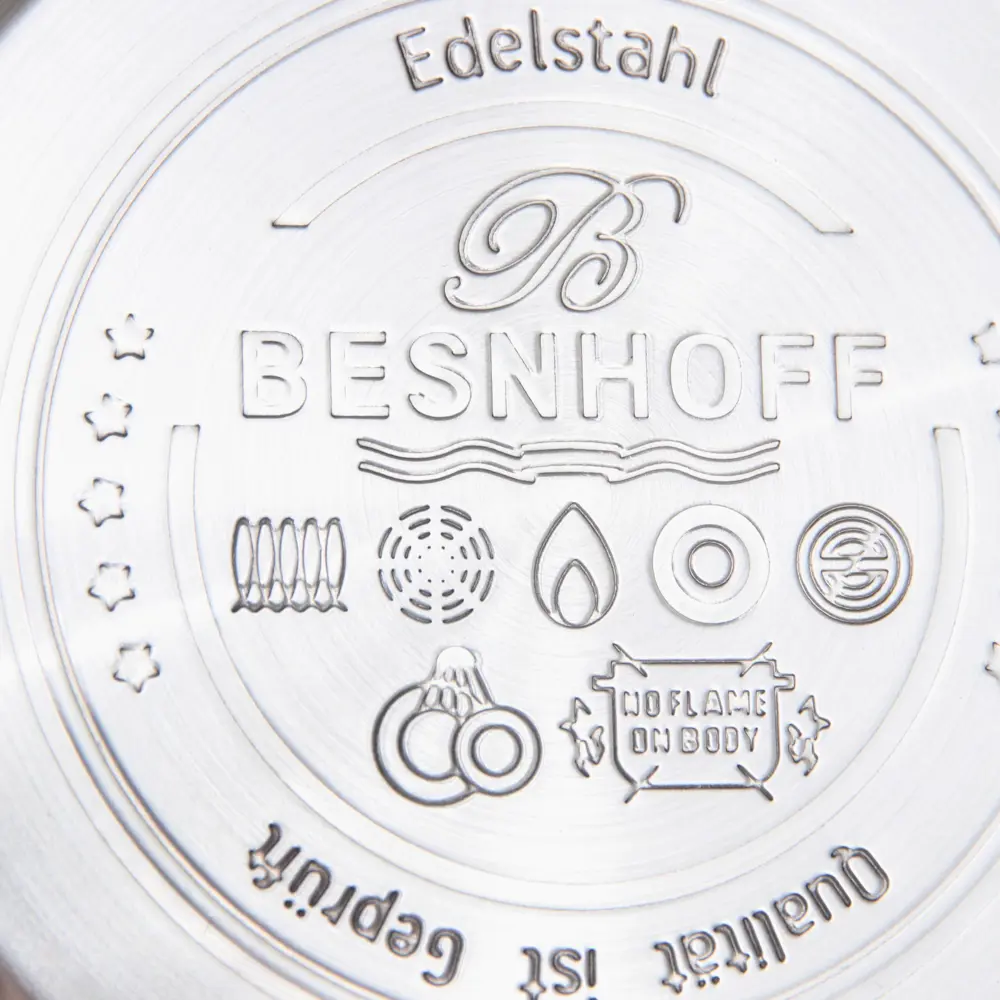 Edelstahl
B
BESNHOFF
NO FLAME
ON BODY
Qualität ist Geprüft